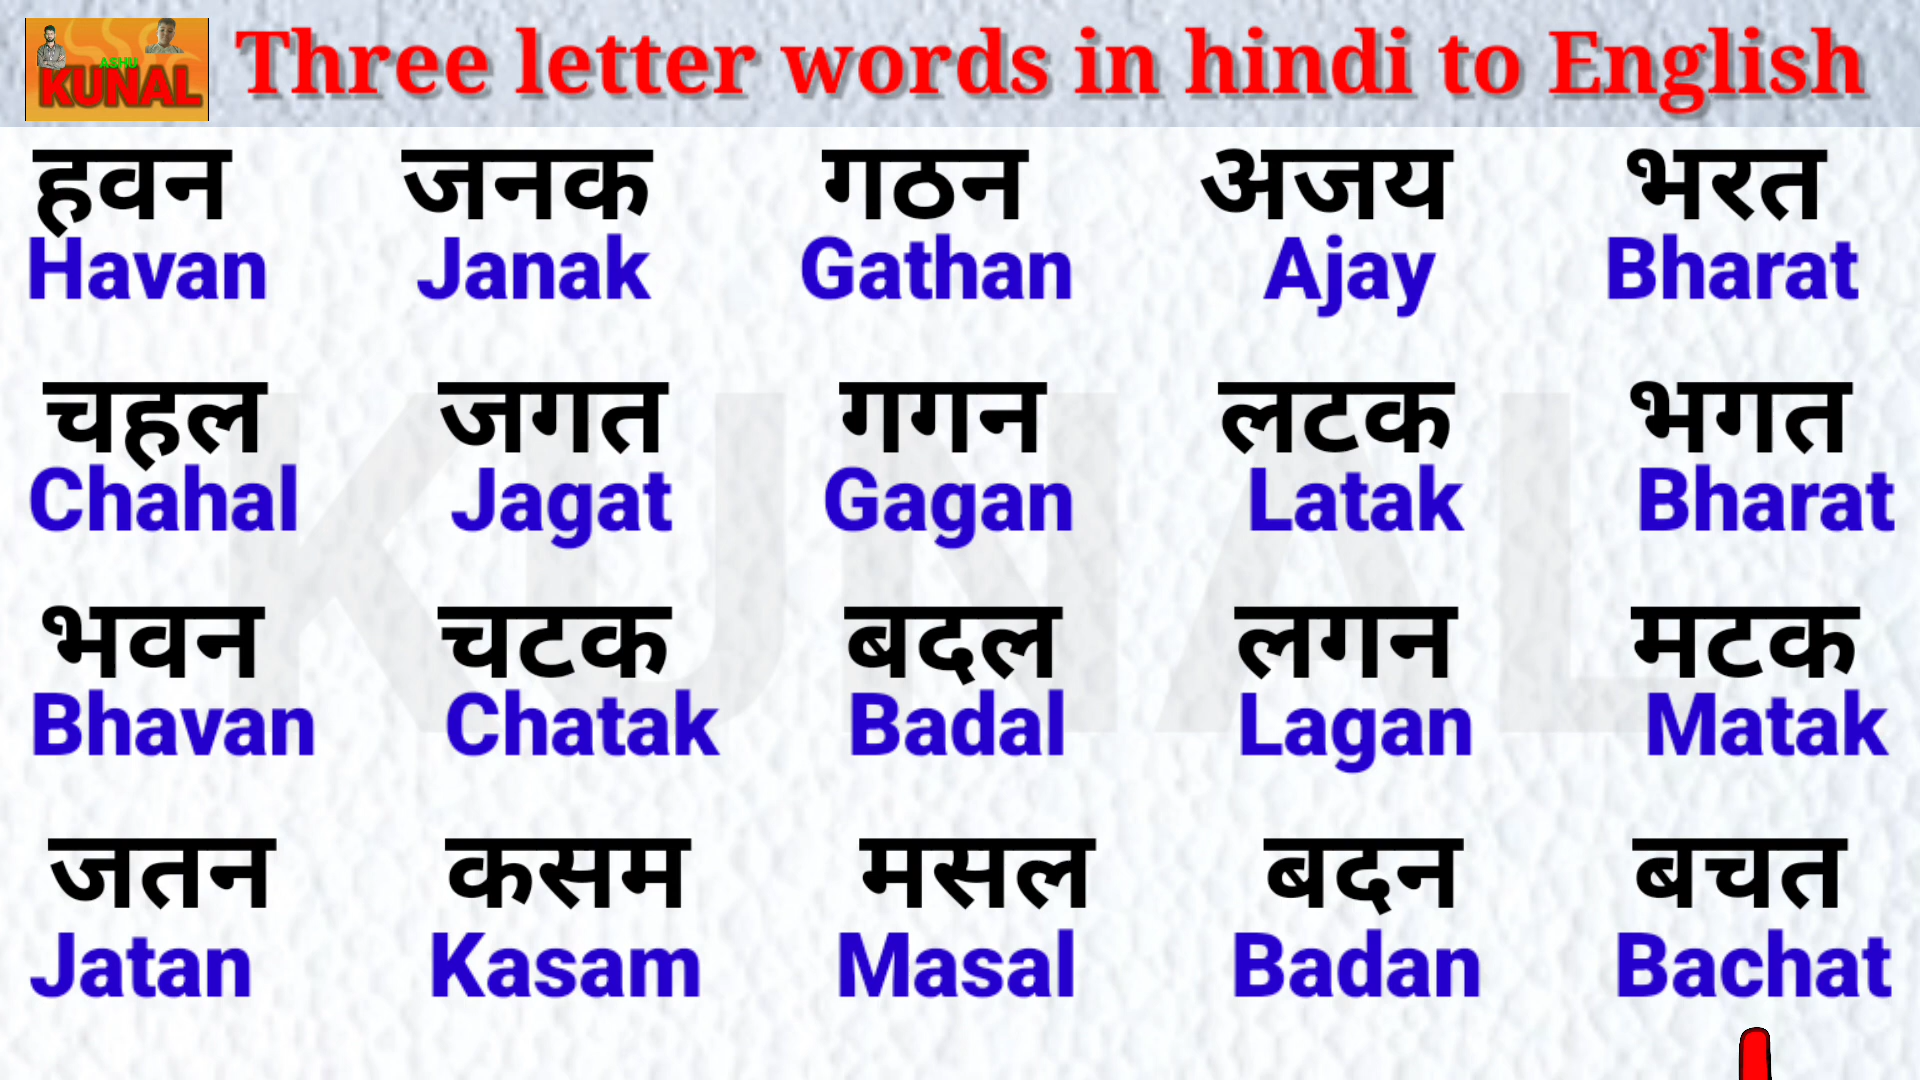 ASHU
KUNAL
Three letter words in hindi to English
हवन जनक गठन अजय भरत
Havan Janak Gathan Ajay Bharat
चहल जगत गगन लटक भगत
Chahal Jagat Gagan Latak Bharat
भवन चटक बदल लगन मटक
Bhavan Chatak Badal Lagan Matak
जतन कसम मसल बदन बचत
Jatan Kasam Masal Badan Bachat
KUNAL